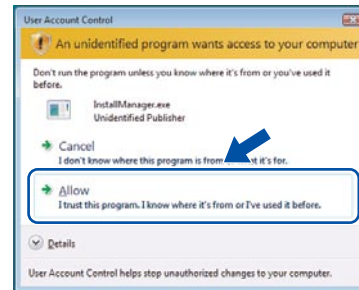 User Account Control
An unidentified program wants access to your computer
Don't run the program unless you know where it's from or you've used it
before.
InstallManager.exe
Unidentified Publisher
Cancel
I don't know where this program is from it's for.
Allow
I trust this program. I know where it's from or I've used it before.
Details
User Account Control helps stop unauthorized changes to your computer.